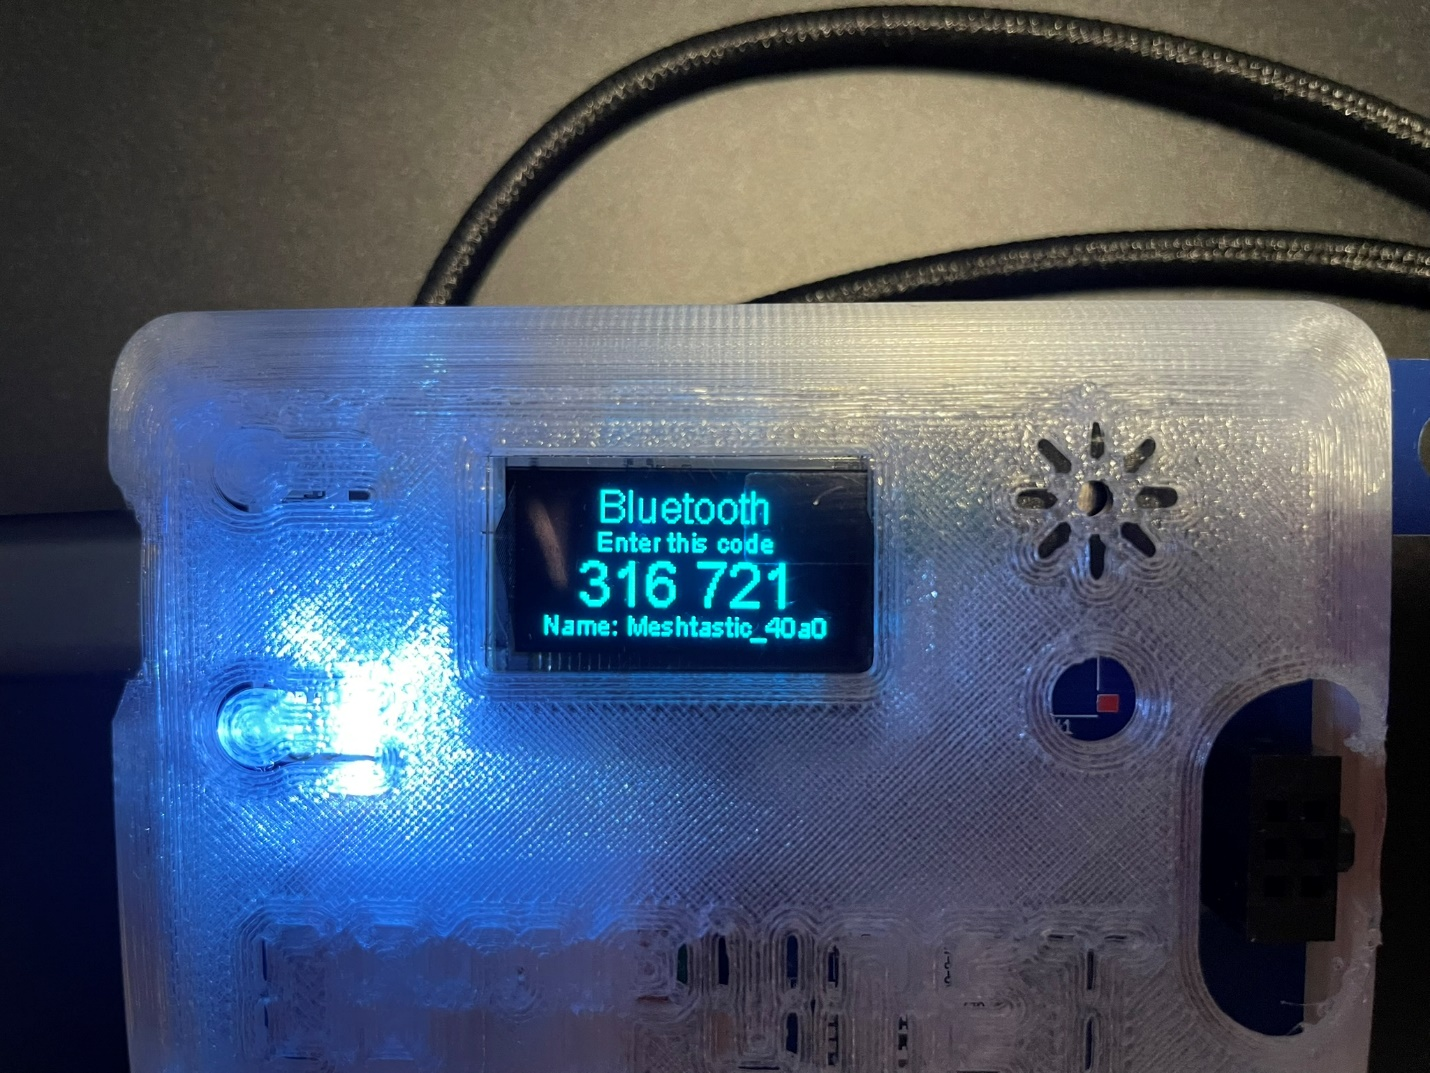 Bluetooth
Enter this code
316 721
Name: Meshtastic_40a0